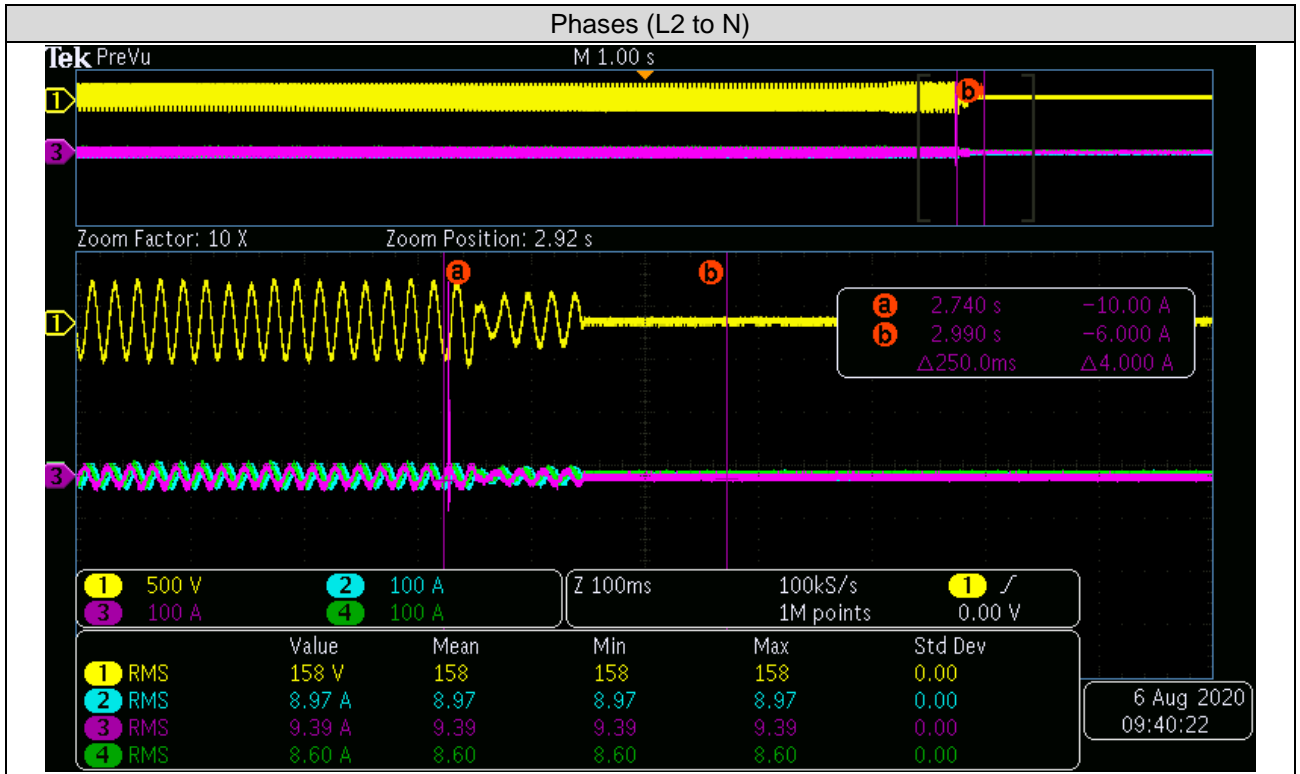 Phases (L2 to N)
Tek PreVu M 1.00 s
1
b
3
Zoom Factor: 10 X Zoom Position: 2.92 s
a b
1
a 2.740 s −10.00 A
b 2.990 s −6.000 A
△250.0ms △4.000 A
3
1 500 V 2 100 A Z 100ms 100kS/s 1 /
3 100 A 4 100 A 1M points 0.00 V
Value Mean Min Max Std Dev
1 RMS 158 V 158 158 158 0.00
2 RMS 8.97 A 8.97 8.97 8.97 0.00
3 RMS 9.39 A 9.39 9.39 9.39 0.00
4 RMS 8.60 A 8.60 8.60 8.60 0.00
6 Aug 2020
09:40:22